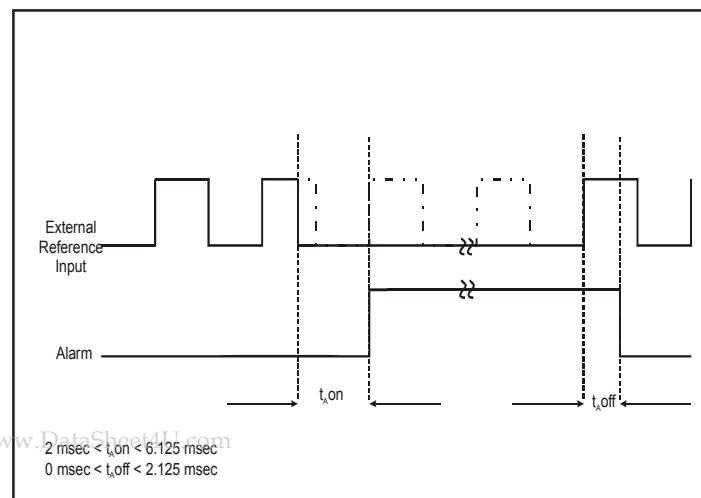 External
Reference
Input
Alarm
tAon
tAoff
www.DataSheet4U.com
2 msec < tAon < 6.125 msec
0 msec < tAoff < 2.125 msec